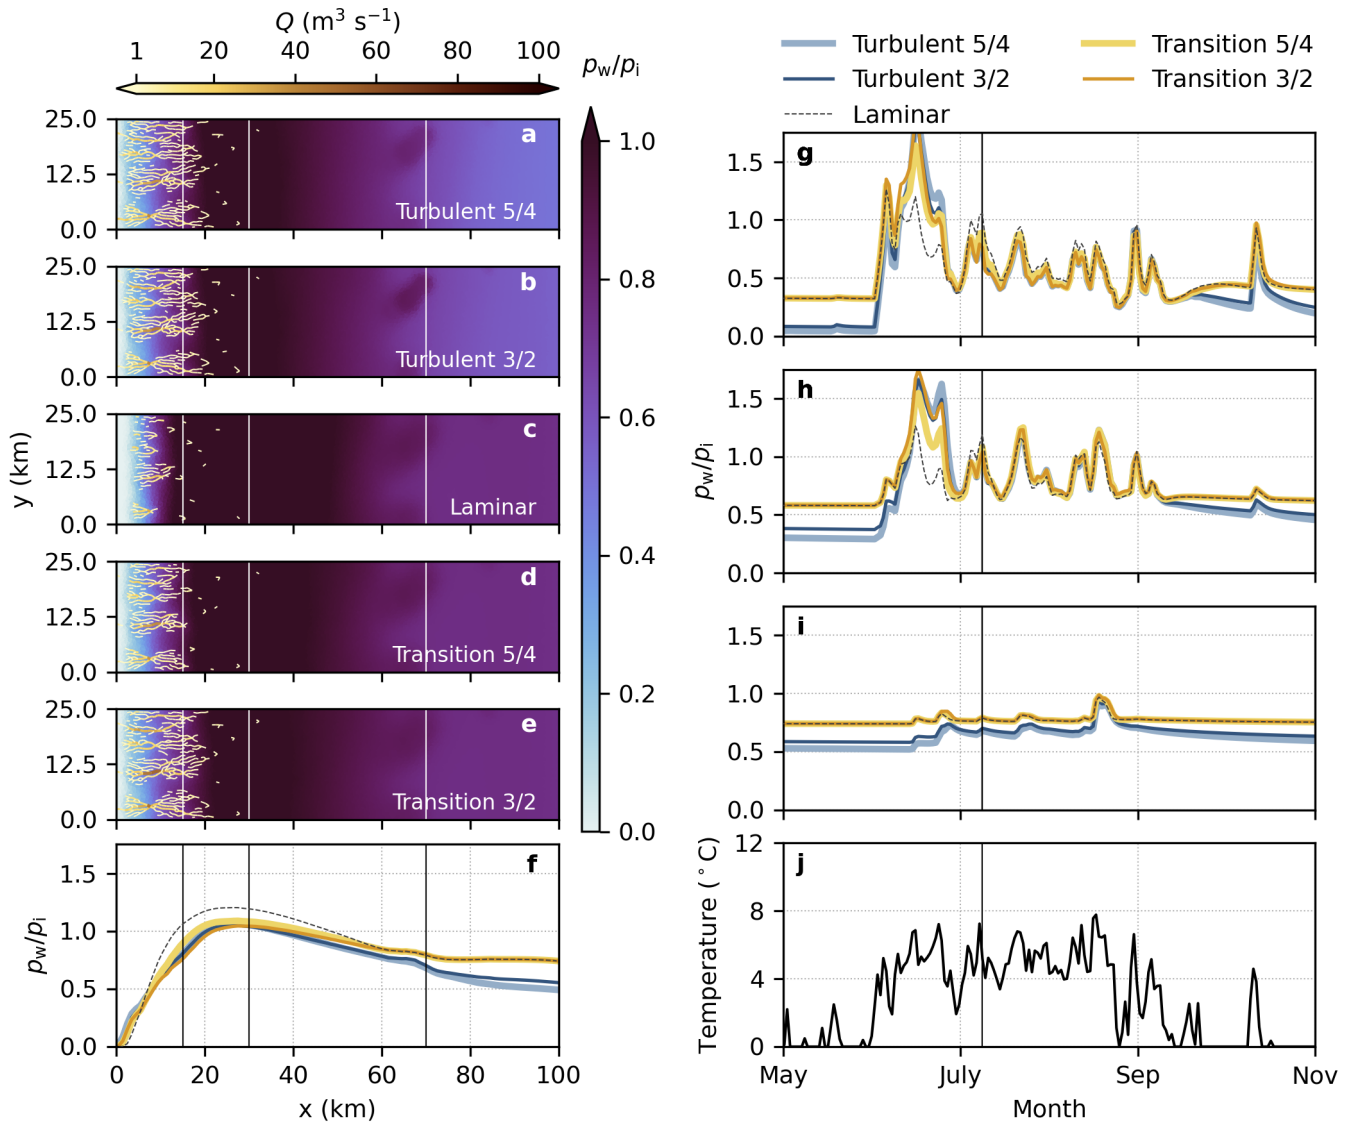 Q (m³ s⁻¹)
1 20 40 60 80 100
p_w/p_i
25.0
12.5
0.0
a
Turbulent 5/4
25.0
12.5
0.0
b
Turbulent 3/2
25.0
12.5
0.0
c
Laminar
25.0
12.5
0.0
d
Transition 5/4
25.0
12.5
0.0
e
Transition 3/2
y (km)
1.0
0.8
0.6
0.4
0.2
0.0
f
p_w/p_i
1.5
1.0
0.5
0.0
0 20 40 60 80 100
x (km)
Turbulent 5/4
Turbulent 3/2
Laminar
Transition 5/4
Transition 3/2
g
1.5
1.0
0.5
0.0
h
1.5
1.0
0.5
0.0
p_w/p_i
i
1.5
1.0
0.5
0.0
j
12
8
4
0
Temperature (°C)
May July Sep Nov
Month